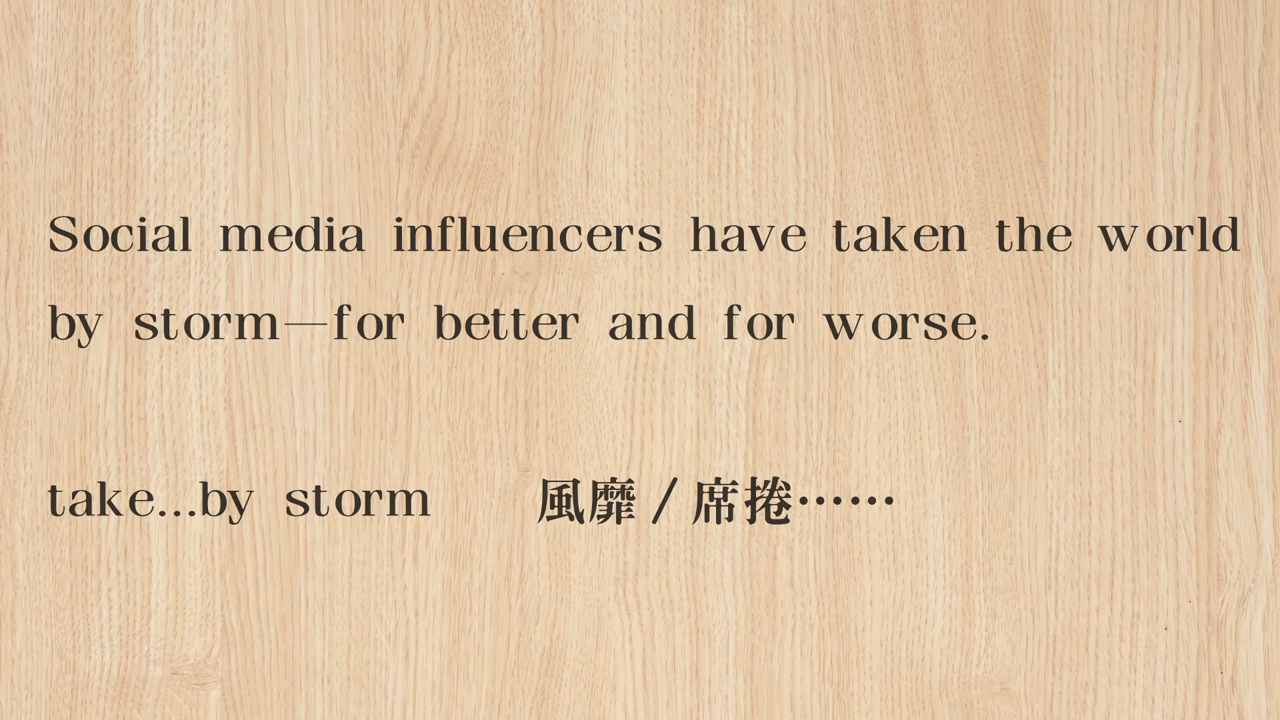 Social media influencers have taken the world
by storm—for better and for worse.
take...by storm 風靡／席捲……